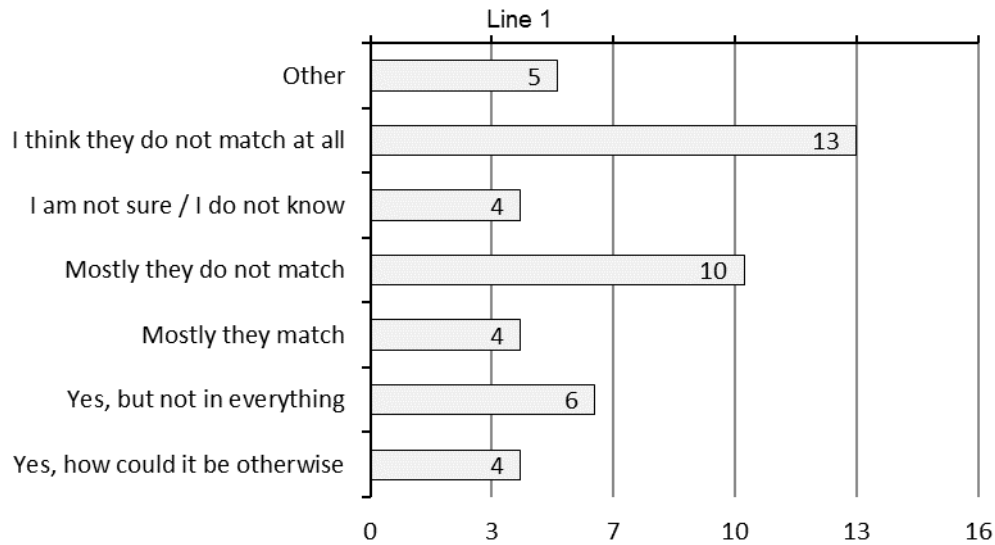 Line 1
Other 5
I think they do not match at all 13
I am not sure / I do not know 4
Mostly they do not match 10
Mostly they match 4
Yes, but not in everything 6
Yes, how could it be otherwise 4
0 3 7 10 13 16